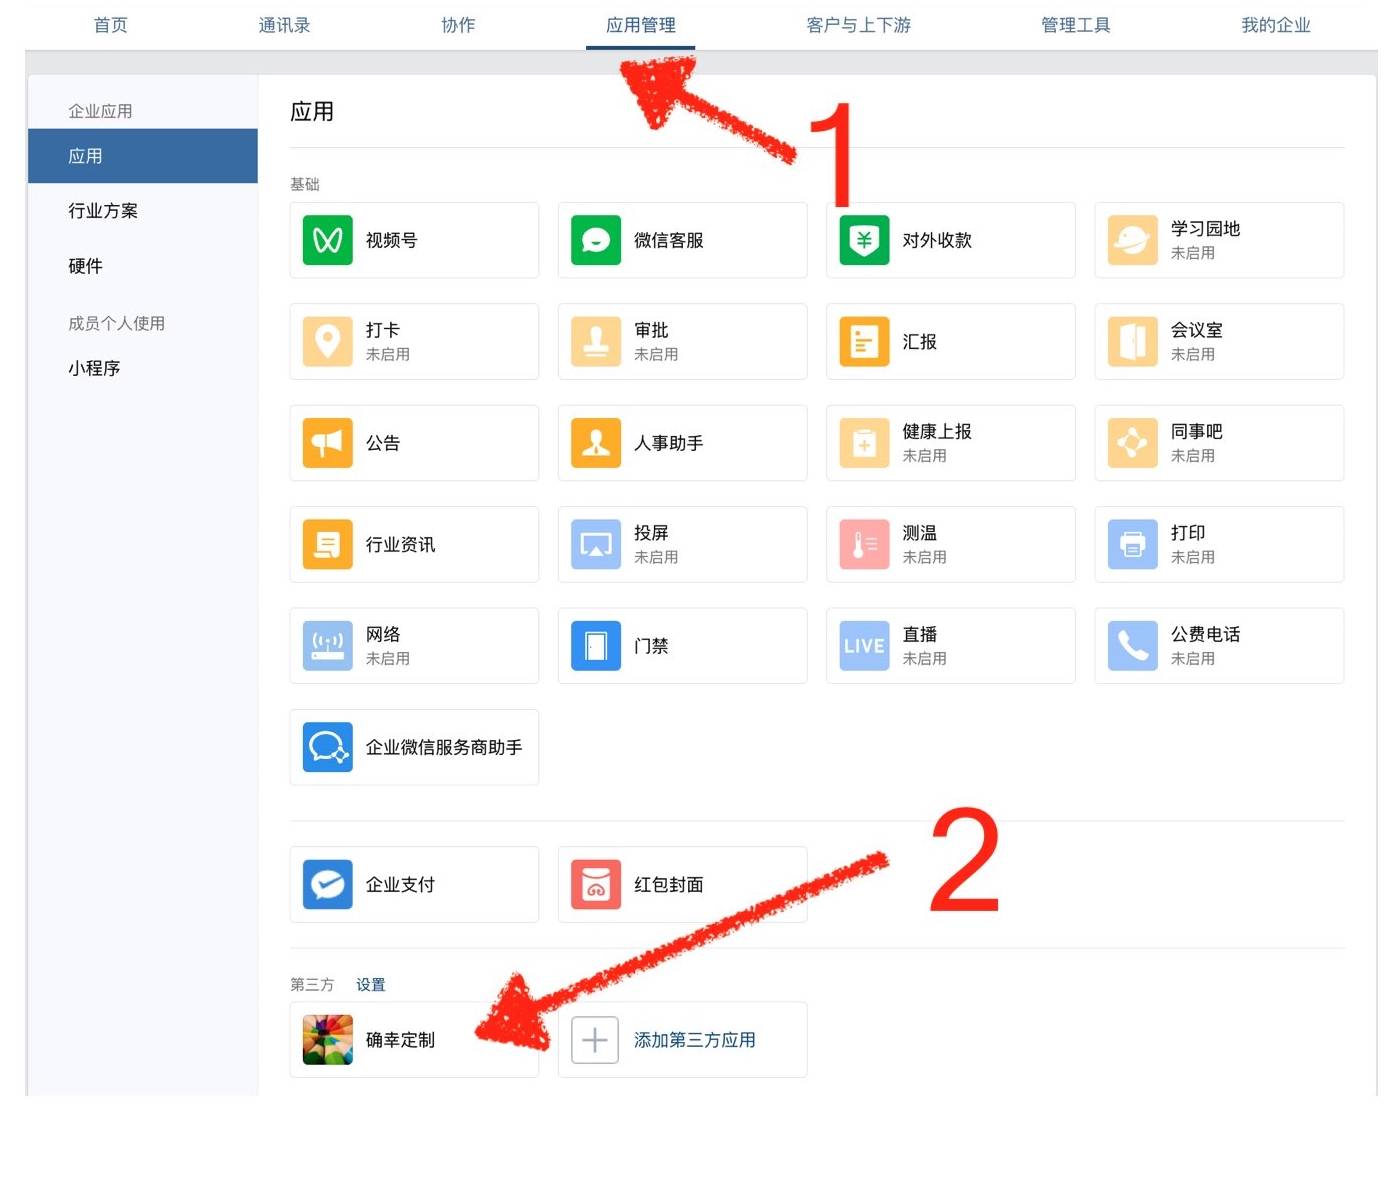 首页 通讯录 协作 应用管理 客户与上下游 管理工具 我的企业
企业应用
应用
行业方案
硬件
成员个人使用
小程序
应用
1
基础
视频号 微信客服 对外收款 学习园地
未启用
打卡 审批 汇报 会议室
未启用 未启用 未启用
公告 人事助手 健康上报 同事吧
未启用 未启用
行业资讯 投屏 测温 打印
未启用 未启用 未启用
网络 门禁 LIVE 直播 公费电话
未启用 未启用 未启用
企业微信服务商助手
2
企业支付 红包封面
第三方 设置
确幸定制 添加第三方应用